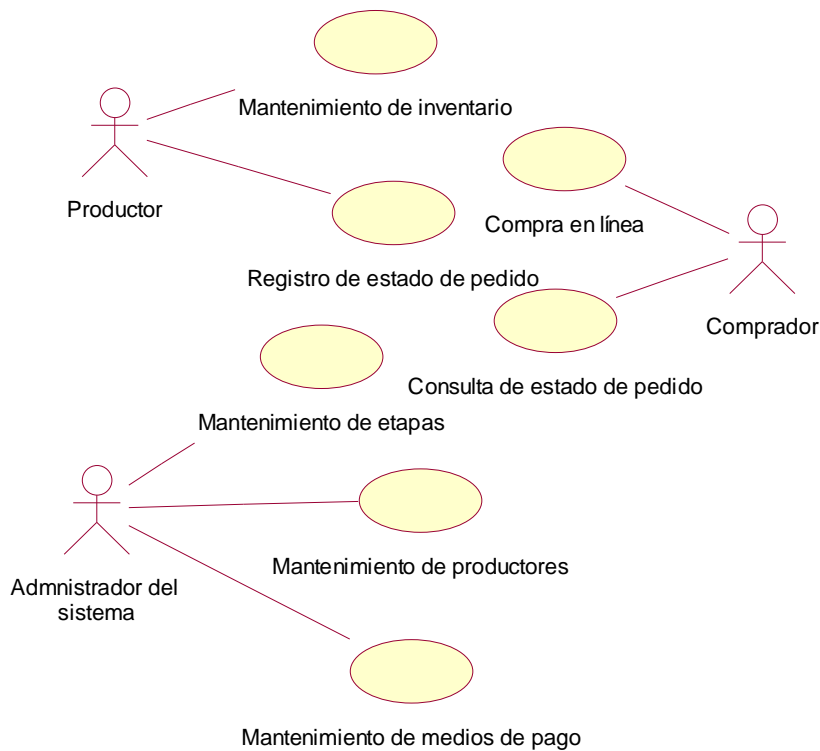 Mantenimiento de inventario
Productor
Compra en línea
Registro de estado de pedido
Comprador
Consulta de estado de pedido
Mantenimiento de etapas
Mantenimiento de productores
Admnistrador del
sistema
Mantenimiento de medios de pago